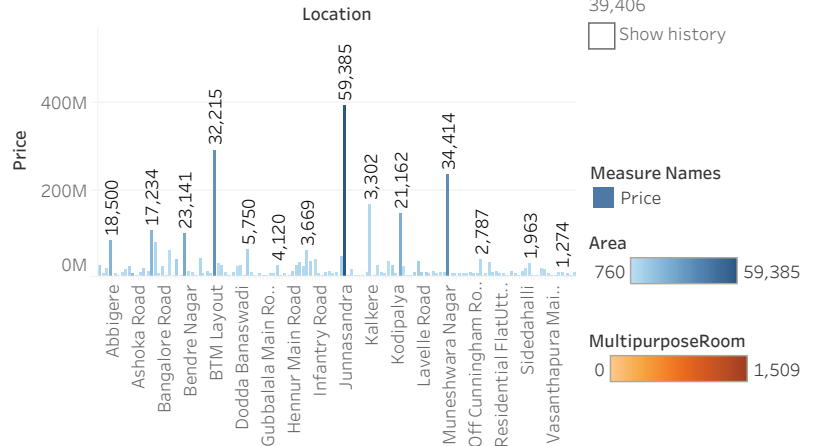 Location
39,406
Show history
Price
400M
200M
0M
18,500
17,234
23,141
32,215
5,750
4,120
3,669
59,385
3,302
21,162
34,414
2,787
1,963
1,274
Abbigere
Ashoka Road
Bangalore Road
Bendre Nagar
BTM Layout
Dodda Banaswadi
Gubbalala Main Ro..
Hennur Main Road
Infantry Road
Junnasandra
Kalkere
Kodipalya
Lavelle Road
Muneshwara Nagar
Off Cunningham Ro..
Residential FlatUtt..
Sidedahalli
Vasanthapura Mai..
Measure Names
Price
Area
760 59,385
MultipurposeRoom
0 1,509